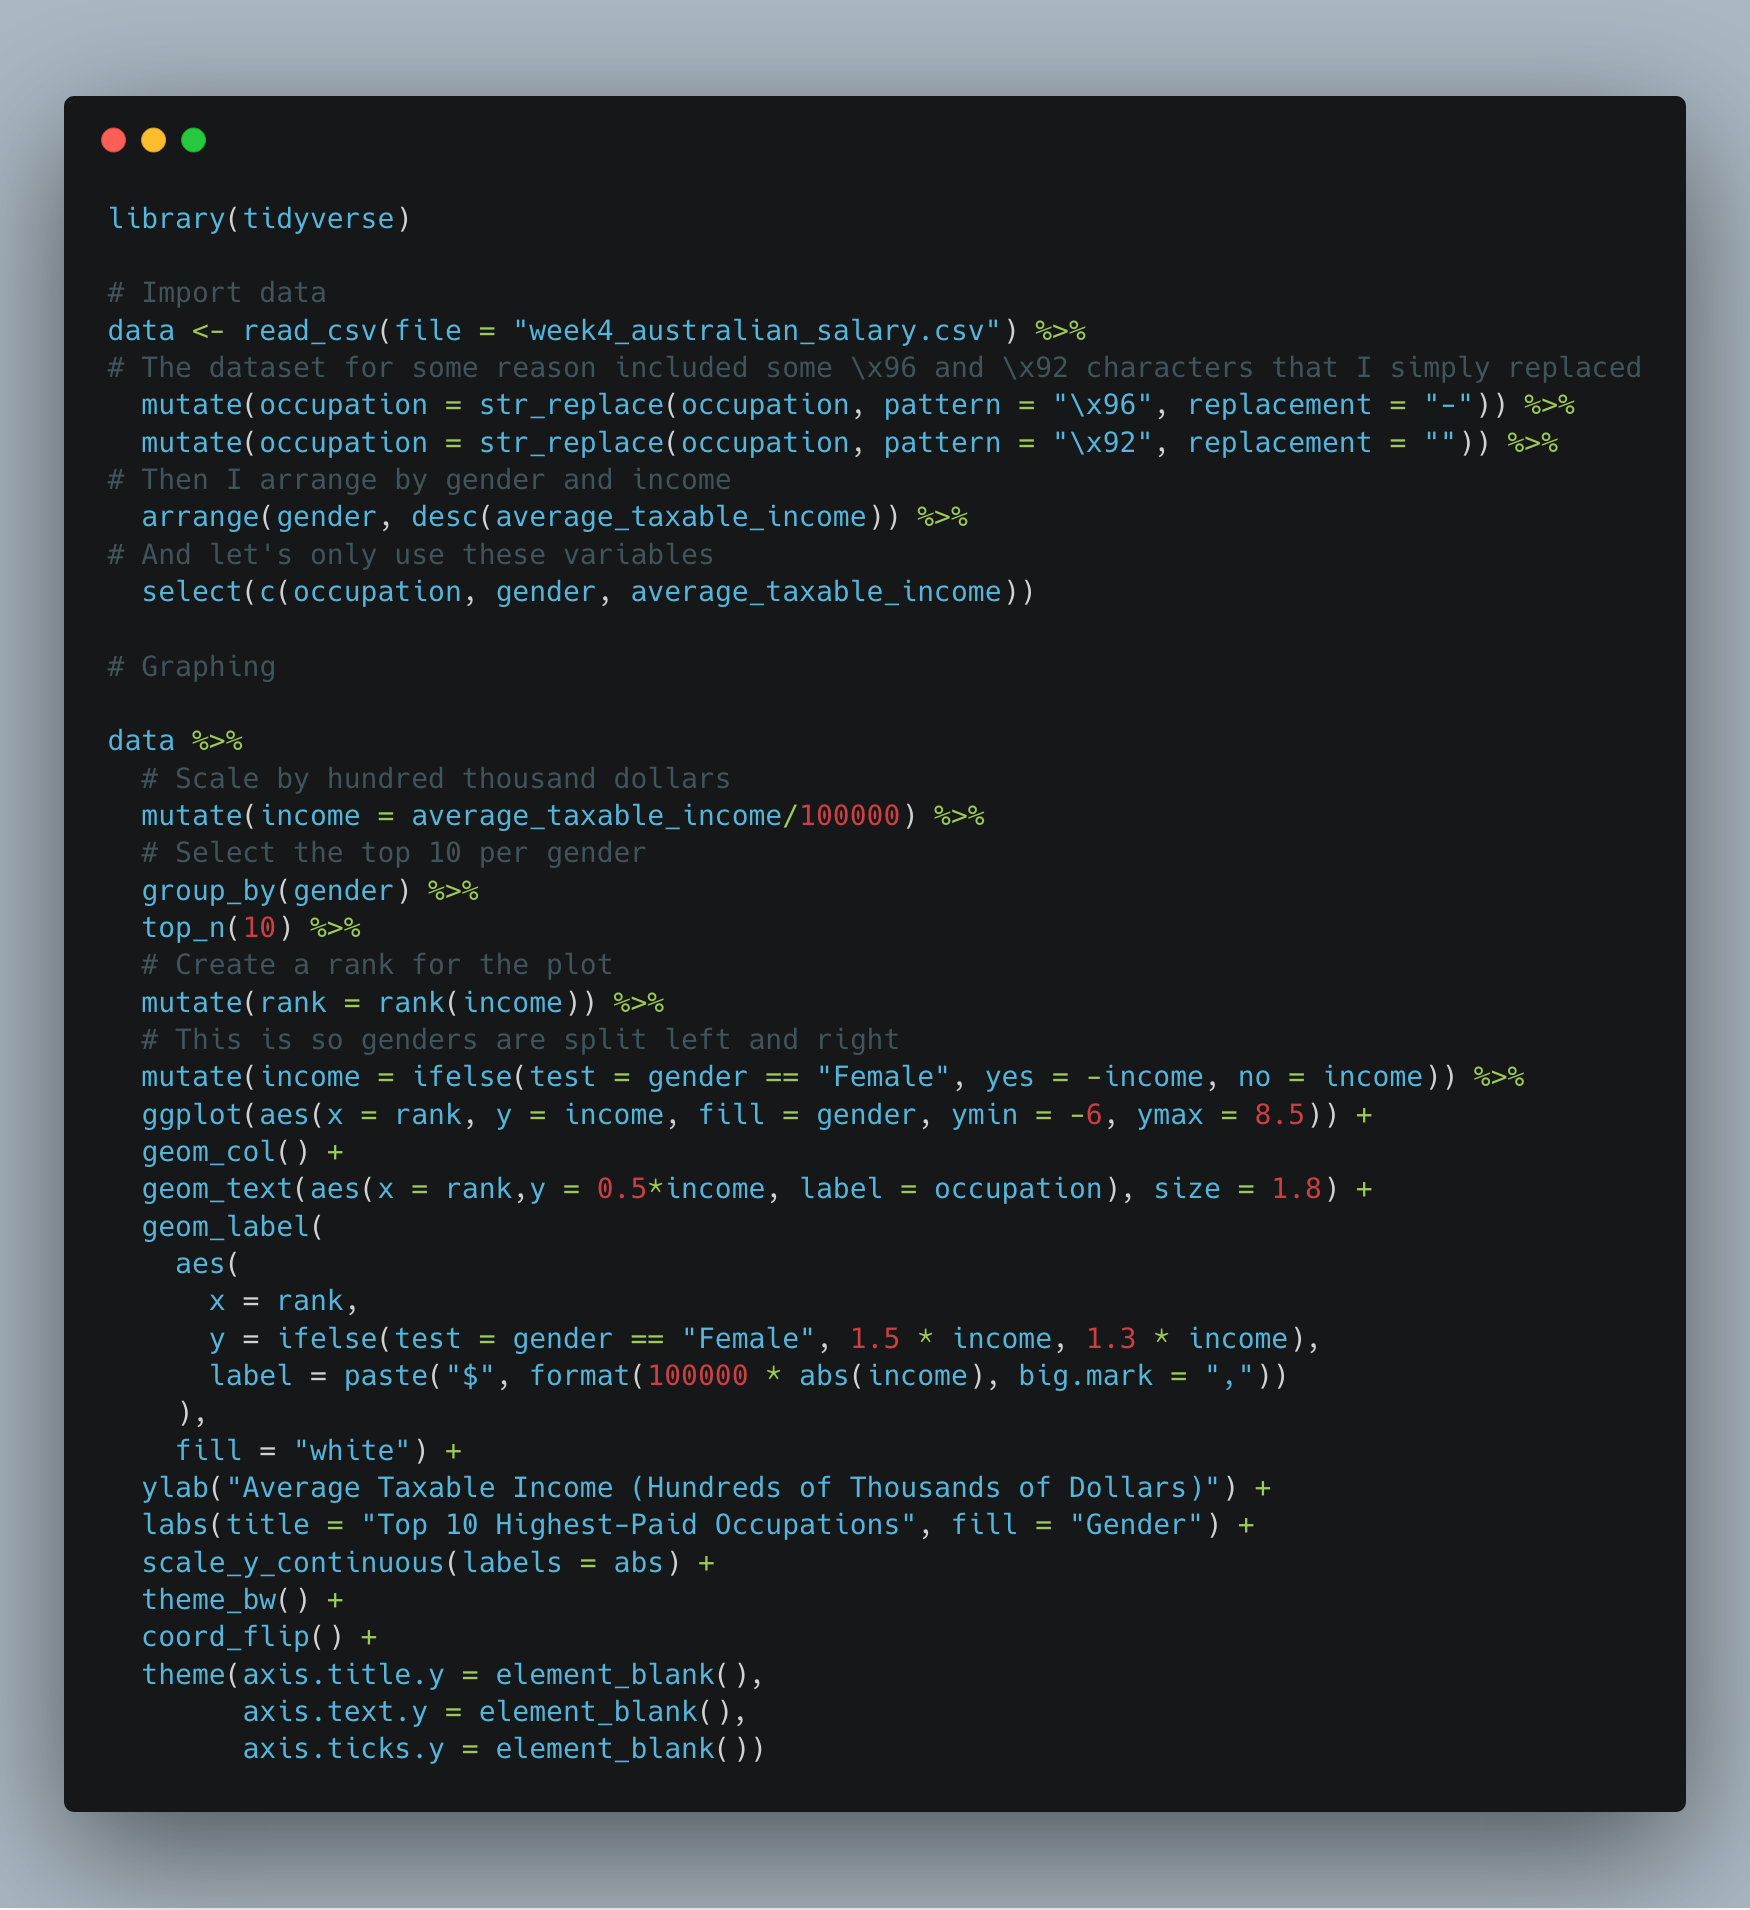 library(tidyverse)
# Import data
data <- read_csv(file = "week4_australian_salary.csv") %>%
# The dataset for some reason included some \x96 and \x92 characters that I simply replaced
  mutate(occupation = str_replace(occupation, pattern = "\x96", replacement = "-")) %>%
  mutate(occupation = str_replace(occupation, pattern = "\x92", replacement = "")) %>%
# Then I arrange by gender and income
  arrange(gender, desc(average_taxable_income)) %>%
# And let's only use these variables
  select(c(occupation, gender, average_taxable_income))
# Graphing
data %>%
  # Scale by hundred thousand dollars
  mutate(income = average_taxable_income/100000) %>%
  # Select the top 10 per gender
  group_by(gender) %>%
  top_n(10) %>%
  # Create a rank for the plot
  mutate(rank = rank(income)) %>%
  # This is so genders are split left and right
  mutate(income = ifelse(test = gender == "Female", yes = -income, no = income)) %>%
  ggplot(aes(x = rank, y = income, fill = gender, ymin = -6, ymax = 8.5)) +
  geom_col() +
  geom_text(aes(x = rank,y = 0.5*income, label = occupation), size = 1.8) +
  geom_label(
    aes(
      x = rank,
      y = ifelse(test = gender == "Female", 1.5 * income, 1.3 * income),
      label = paste("$", format(100000 * abs(income), big.mark = ","))
    ),
    fill = "white") +
  ylab("Average Taxable Income (Hundreds of Thousands of Dollars)") +
  labs(title = "Top 10 Highest-Paid Occupations", fill = "Gender") +
  scale_y_continuous(labels = abs) +
  theme_bw() +
  coord_flip() +
  theme(axis.title.y = element_blank(),
        axis.text.y = element_blank(),
        axis.ticks.y = element_blank())